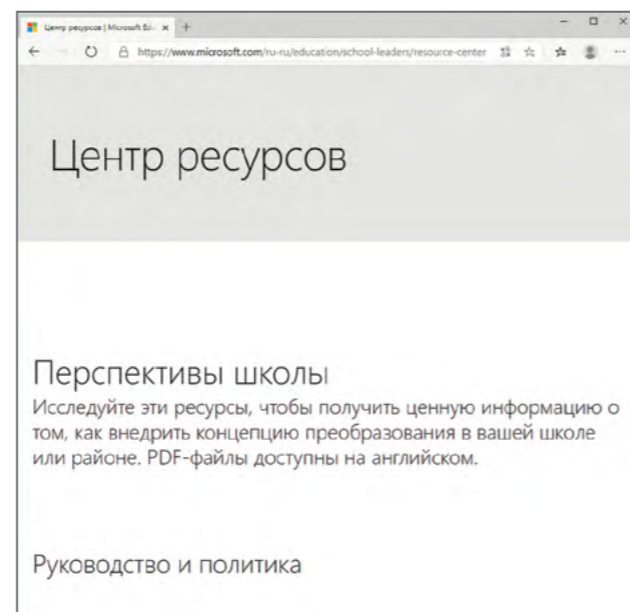 Центр ресурсов | Microsoft Ed
https://www.microsoft.com/ru-ru/education/school-leaders/resource-center
Центр ресурсов
Перспективы школы
Исследуйте эти ресурсы, чтобы получить ценную информацию о
том, как внедрить концепцию преобразования в вашей школе
или районе. PDF-файлы доступны на английском.
Руководство и политика